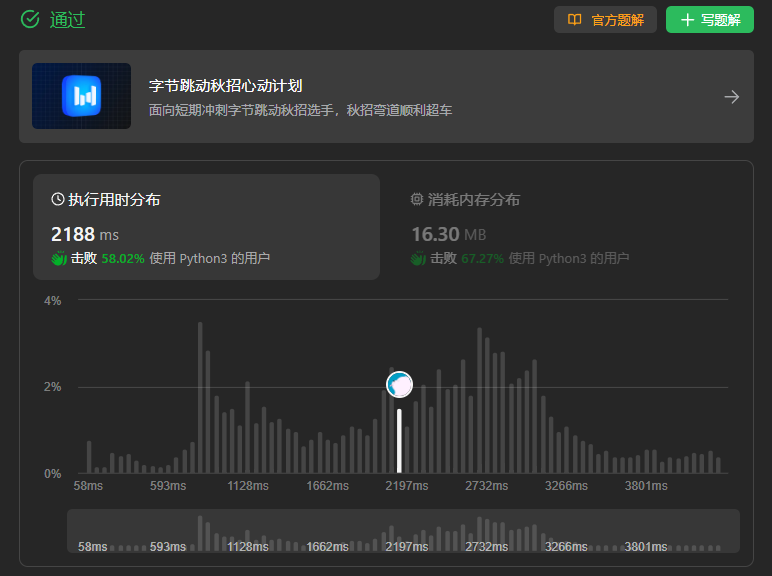 通过
官方题解
写题解
字节跳动秋招心动计划
面向短期冲刺字节跳动秋招选手，秋招弯道顺利超车
执行用时分布
2188 ms
击败 58.02% 使用 Python3 的用户
消耗内存分布
16.30 MB
击败 67.27% 使用 Python3 的用户
4%
2%
0%
58ms 593ms 1128ms 1662ms 2197ms 2732ms 3266ms 3801ms
58ms 593ms 1128ms 1662ms 2197ms 2732ms 3266ms 3801ms